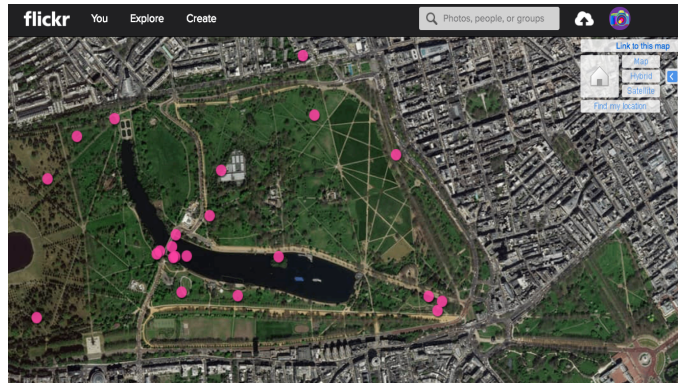 flickr You Explore Create Photos, people, or groups
Link to this map
Map
Hybrid
Satellite
Find my location